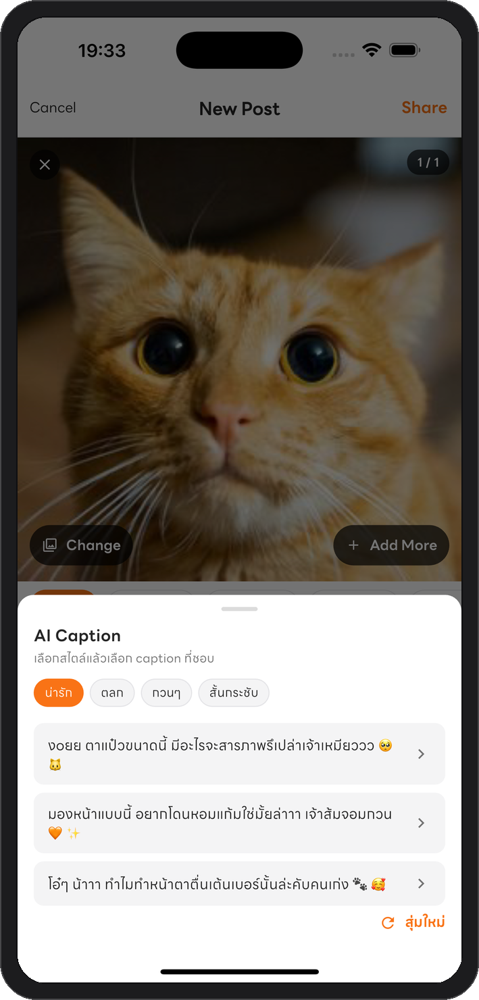 19:33
Cancel
New Post
Share
1 / 1
Change
+ Add More
AI Caption
เลือกสไตล์แล้วเลือก caption ที่ชอบ
น่ารัก
ตลก
กวนๆ
สั้นกระชับ
งอยย ตาแป๋วขนาดนี้ มีอะไรจะสารภาพรึเปล่าเจ้าเหมียววว 🥺
🐱
มองหน้าแบบนี้ อยากโดนหอมแก้มใช่มั้ยล่าาา เจ้าส้มจอมกวน
🧡 ✨
โอ๋ๆ น้าาา ทำไมทำหน้าตาตื่นเต้นเบอร์นั้นล่ะคับคนเก่ง 🐾 🥰
สุ่มใหม่